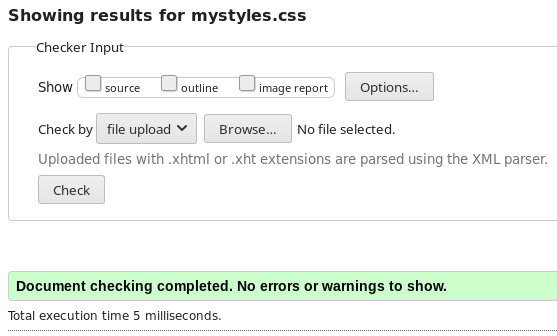 Showing results for mystyles.css
Checker Input
Show source outline image report Options...
Check by file upload Browse... No file selected.
Uploaded files with .xhtml or .xht extensions are parsed using the XML parser.
Check
Document checking completed. No errors or warnings to show.
Total execution time 5 milliseconds.